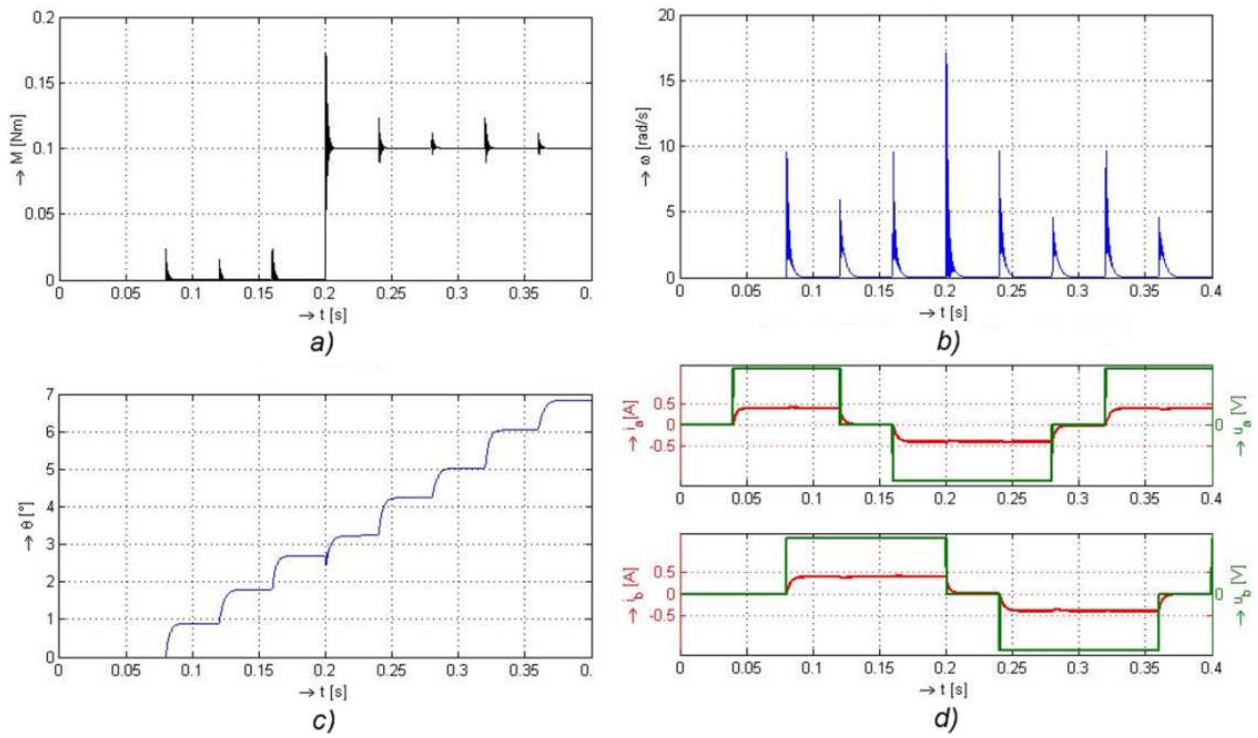 0.2
0.15
0.1
0.05
0
→ M [Nm]
0 0.05 0.1 0.15 0.2 0.25 0.3 0.35 0.
→ t [s]
a)
20
15
10
5
0
→ ω [rad/s]
0 0.05 0.1 0.15 0.2 0.25 0.3 0.35 0.4
→ t [s]
b)
7
6
5
4
3
2
1
0
→ θ [°]
0 0.05 0.1 0.15 0.2 0.25 0.3 0.35 0.4
→ t [s]
c)
0.5
0
-0.5
→ i_a[A]
0
→ u_a [V]
0 0.05 0.1 0.15 0.2 0.25 0.3 0.35 0.4
0.5
0
-0.5
→ i_b [A]
0
→ u_b [V]
0 0.05 0.1 0.15 0.2 0.25 0.3 0.35 0.4
→ t [s]
d)